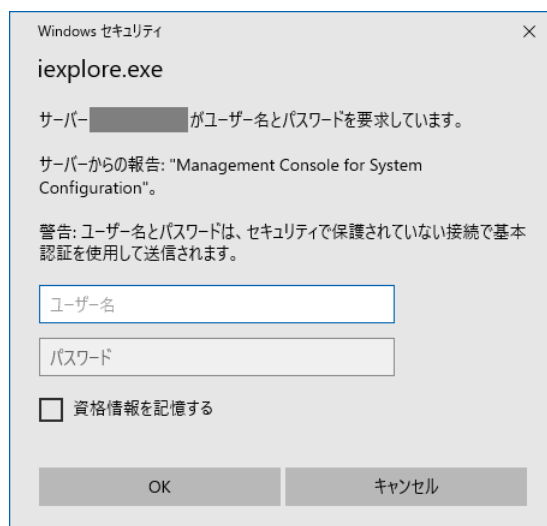 Windows セキュリティ
iexplore.exe
サーバー がユーザー名とパスワードを要求しています。
サーバーからの報告: "Management Console for System
Configuration"。
警告: ユーザー名とパスワードは、セキュリティで保護されていない接続で基本
認証を使用して送信されます。
ユーザー名
パスワード
資格情報を記憶する
OK
キャンセル